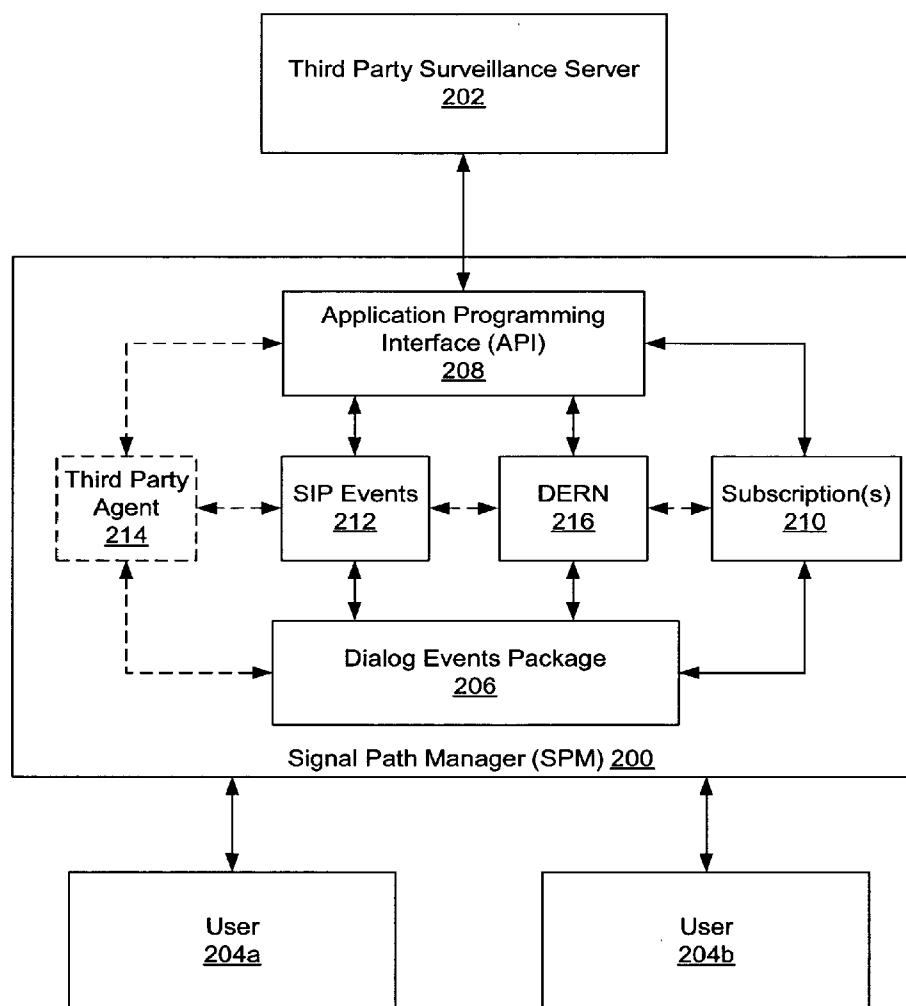 Third Party Surveillance Server
202
Application Programming
Interface (API)
208
Third Party
Agent
214
SIP Events
212
DERN
216
Subscription(s)
210
Dialog Events Package
206
Signal Path Manager (SPM) 200
User
204a
User
204b